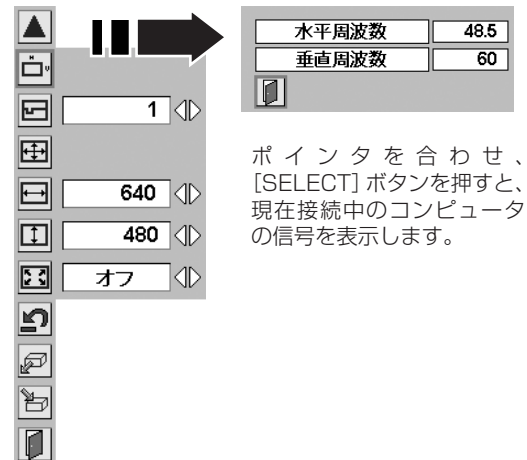 水平周波数 48.5
垂直周波数 60
H
V
1
640
480
オフ
ポインタを合わせ、
[SELECT] ボタンを押すと、
現在接続中のコンピュータ
の信号を表示します。